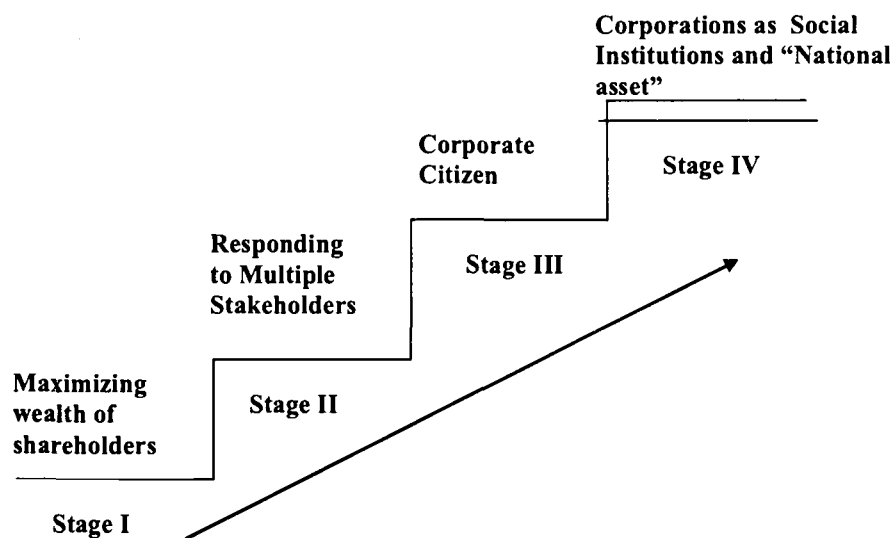 Corporations as Social
Institutions and “National
asset”
Corporate
Citizen
Stage IV
Responding
to Multiple
Stakeholders
Stage III
Maximizing
wealth of
shareholders
Stage II
Stage I